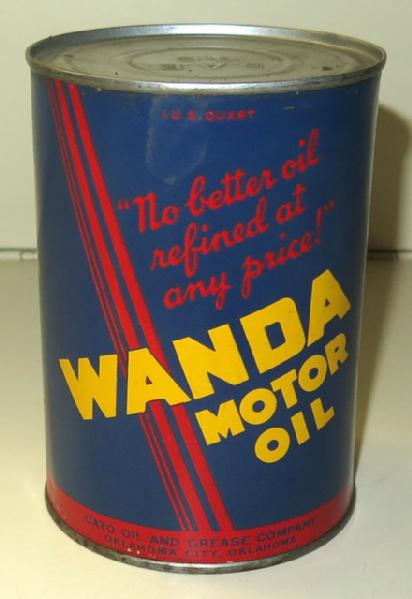 1 U.S. QUART
"No better oil
refined at
any price!"
WANDA
MOTOR
OIL
CATO OIL AND GREASE COMPANY
OKLAHOMA CITY, OKLAHOMA